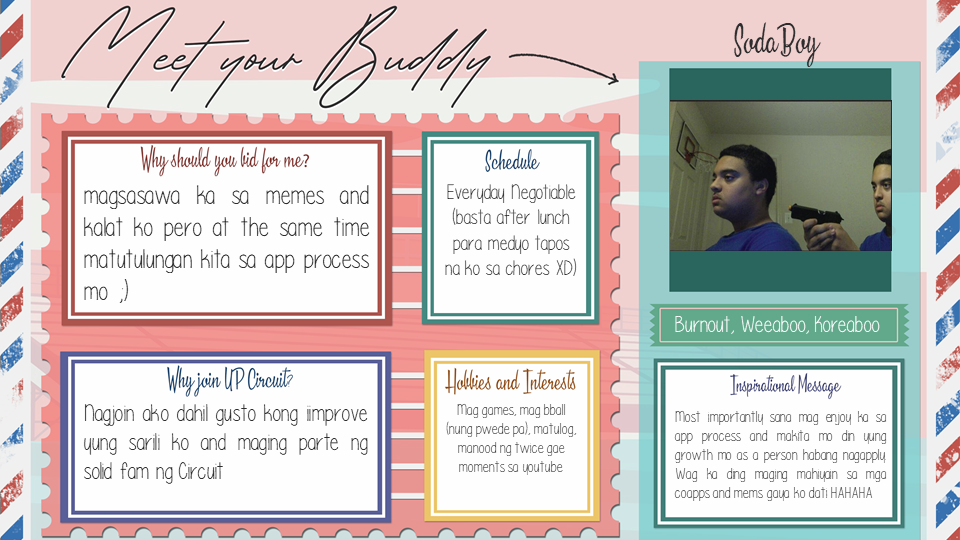 Meet your Buddy
SodaBoy
Why should you bid for me?
magsasawa ka sa memes and
kalat ko pero at the same time
matutulungan kita sa app process
mo ;)
Schedule
Everyday Negotiable
(basta after lunch
para medyo tapos
na ko sa chores XD)
Burnout, Weeaboo, Koreaboo
Why join UP Circuit?
Nagjoin ako dahil gusto kong iimprove
yung sarili ko and maging parte ng
solid fam ng Circuit
Hobbies and Interests
Mag games, mag bball
(nung pwede pa), matulog,
manood ng twice gae
moments sa youtube
Inspirational Message
Most importantly sana mag enjoy ka sa
app process and makita mo din yung
growth mo as a person habang nagapply.
Wag ka ding maging mahiyain sa mga
coapps and mems gaya ko dati HAHAHA